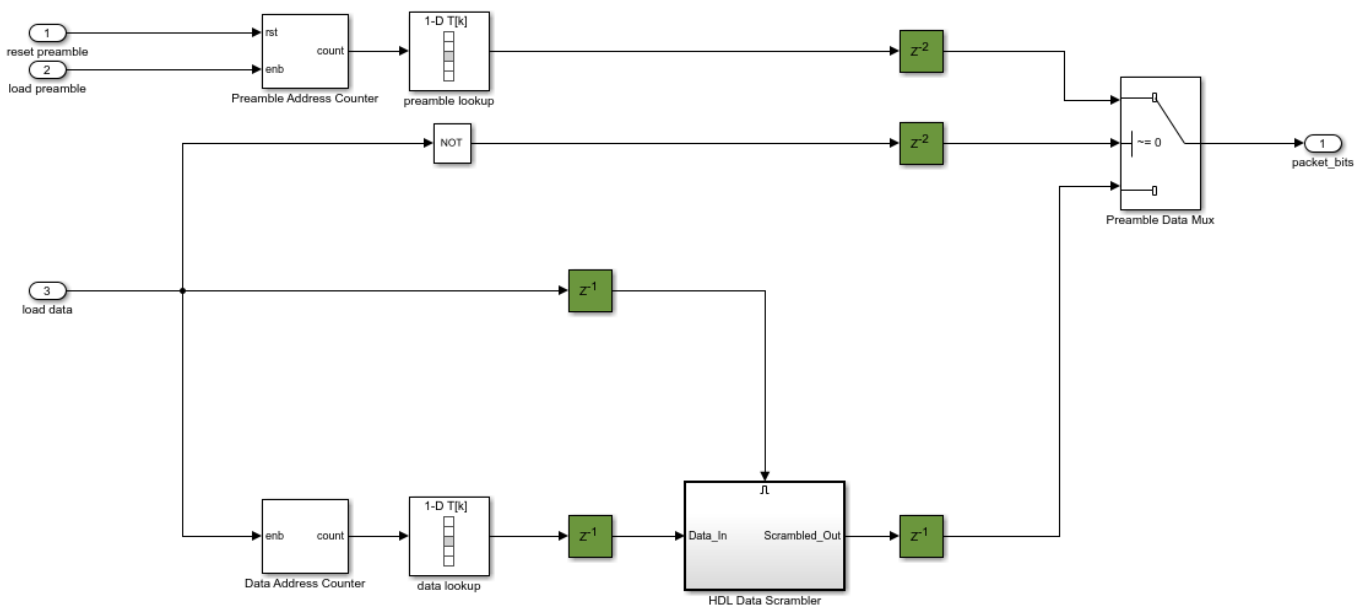 1
reset preamble
2
load preamble
rst
enb
count
Preamble Address Counter
1-D T[k]
preamble lookup
z-2
NOT
z-2
~= 0
Preamble Data Mux
1
packet_bits
3
load data
z-1
enb
count
Data Address Counter
1-D T[k]
data lookup
z-1
Data_In
Scrambled_Out
HDL Data Scrambler
z-1